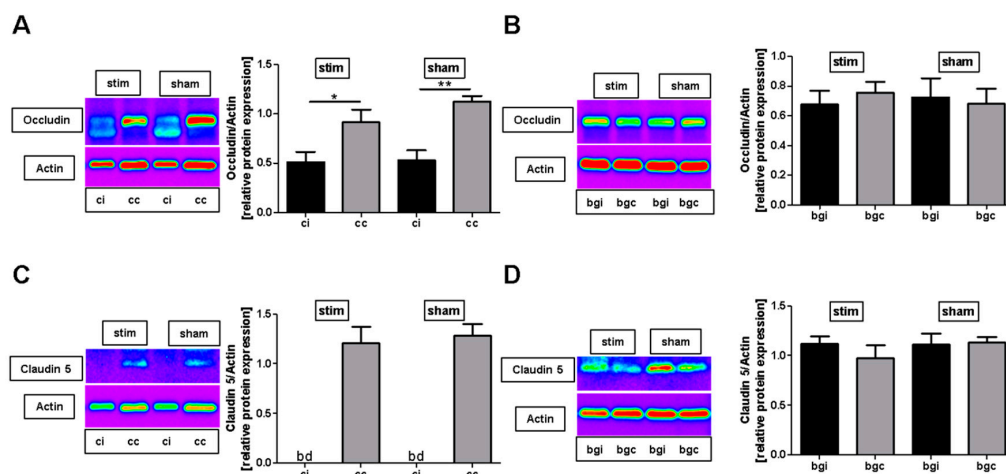 A
stim sham
Occludin
Actin
ci cc ci cc
Occludin/Actin
[relative protein expression]
1.5
1.0
0.5
0.0
stim
sham
*
**
ci cc ci cc
B
stim sham
Occludin
Actin
bgi bgc bgi bgc
Occludin/Actin
[relative protein expression]
1.0
0.8
0.6
0.4
0.2
0.0
stim
sham
bgi bgc bgi bgc
C
stim sham
Claudin 5
Actin
ci cc ci cc
Claudin 5/Actin
[relative protein expression]
1.5
1.0
0.5
0.0
stim
sham
bd bd
ci cc ci cc
D
stim sham
Claudin 5
Actin
bgi bgc bgi bgc
Claudin 5/Actin
[relative protein expression]
1.5
1.0
0.5
0.0
stim
sham
bgi bgc bgi bgc